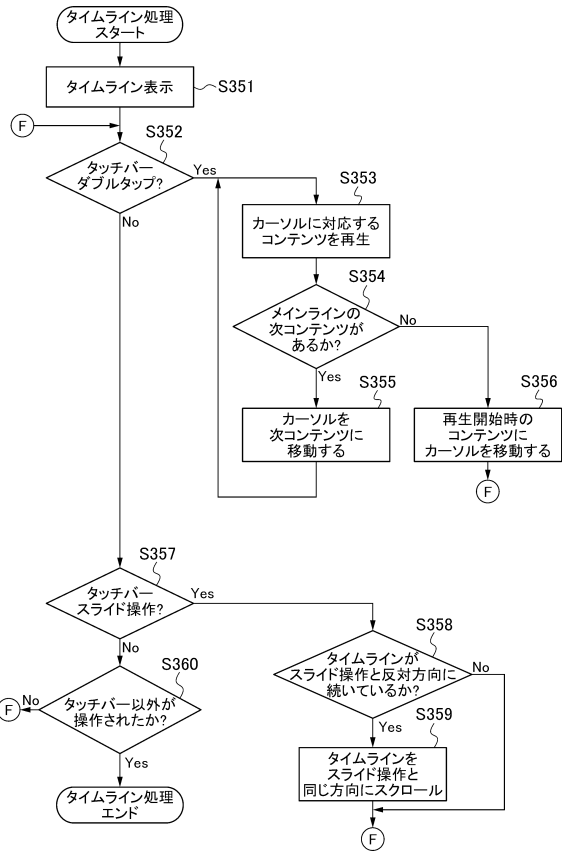 タイムライン処理
スタート
タイムライン表示
S351
F
S352
タッチバー
ダブルタップ?
Yes
No
S353
カーソルに対応する
コンテンツを再生
S354
メインラインの
次コンテンツが
あるか?
No
Yes
S355
カーソルを
次コンテンツに
移動する
S356
再生開始時の
コンテンツに
カーソルを移動する
F
S357
タッチバー
スライド操作?
Yes
No
S358
タイムラインが
スライド操作と反対方向に
続いているか?
No
Yes
S359
タイムラインを
スライド操作と
同じ方向にスクロール
F
S360
タッチバー以外が
操作されたか?
No
F
Yes
タイムライン処理
エンド